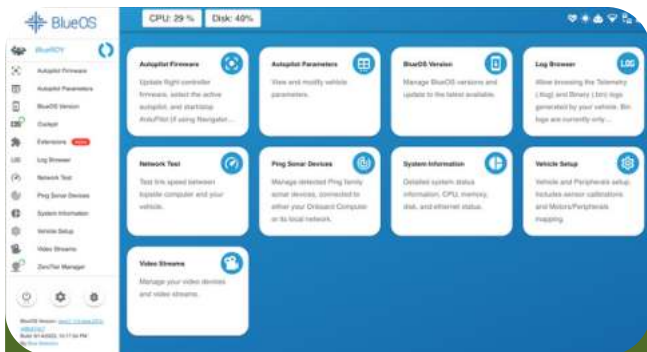 BlueOS
CPU: 29 %
Disk: 49%
BlueROV
Autopilot Firmware
Autopilot Parameters
BlueOS Version
Cockpit
Extensions
Log Browser
Network Test
Ping Sonar Devices
System Information
Vehicle Setup
Video Streams
ZeroTier Manager
BlueOS Version:
Autopilot Firmware
Update flight controller
firmware, select the active
autopilot, and start/stop
ArduPilot (if using Navigator...
Autopilot Parameters
View and modify vehicle
parameters.
BlueOS Version
Manage BlueOS versions and
update to the latest available.
Log Browser
LOG
Allow browsing the Telemetry
(.tlog) and Binary (.bin) logs
generated by your vehicle. Bin
logs are currently only ...
Network Test
Test link speed between
topside computer and your
vehicle.
Ping Sonar Devices
Manage detected Ping family
sonar devices, connected to
either your Onboard Computer
or its local network.
System Information
Detailed system status
information, CPU, memory,
disk, and ethernet status.
Vehicle Setup
Vehicle and Peripherals setup.
Includes sensor calibrations
and Motors/Peripherals
mapping.
Video Streams
Manage your video devices
and video streams.